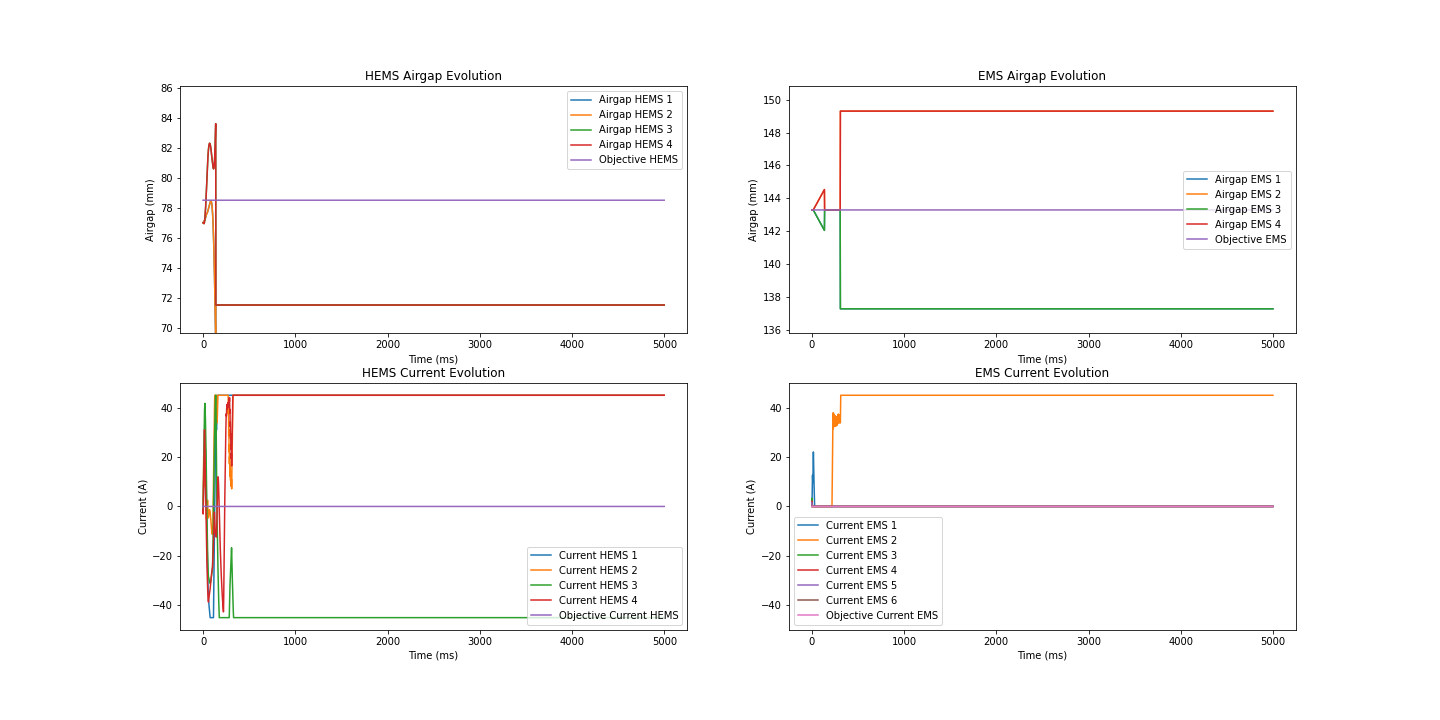 HEMS Airgap Evolution
86
84
82
80
78
76
74
72
70
Airgap (mm)
Airgap HEMS 1
Airgap HEMS 2
Airgap HEMS 3
Airgap HEMS 4
Objective HEMS
0 1000 2000 3000 4000 5000
Time (ms)
EMS Airgap Evolution
150
148
146
144
142
140
138
136
Airgap (mm)
Airgap EMS 1
Airgap EMS 2
Airgap EMS 3
Airgap EMS 4
Objective EMS
0 1000 2000 3000 4000 5000
Time (ms)
HEMS Current Evolution
40
20
0
−20
−40
Current (A)
Current HEMS 1
Current HEMS 2
Current HEMS 3
Current HEMS 4
Objective Current HEMS
0 1000 2000 3000 4000 5000
Time (ms)
EMS Current Evolution
40
20
0
−20
−40
Current (A)
Current EMS 1
Current EMS 2
Current EMS 3
Current EMS 4
Current EMS 5
Current EMS 6
Objective Current EMS
0 1000 2000 3000 4000 5000
Time (ms)